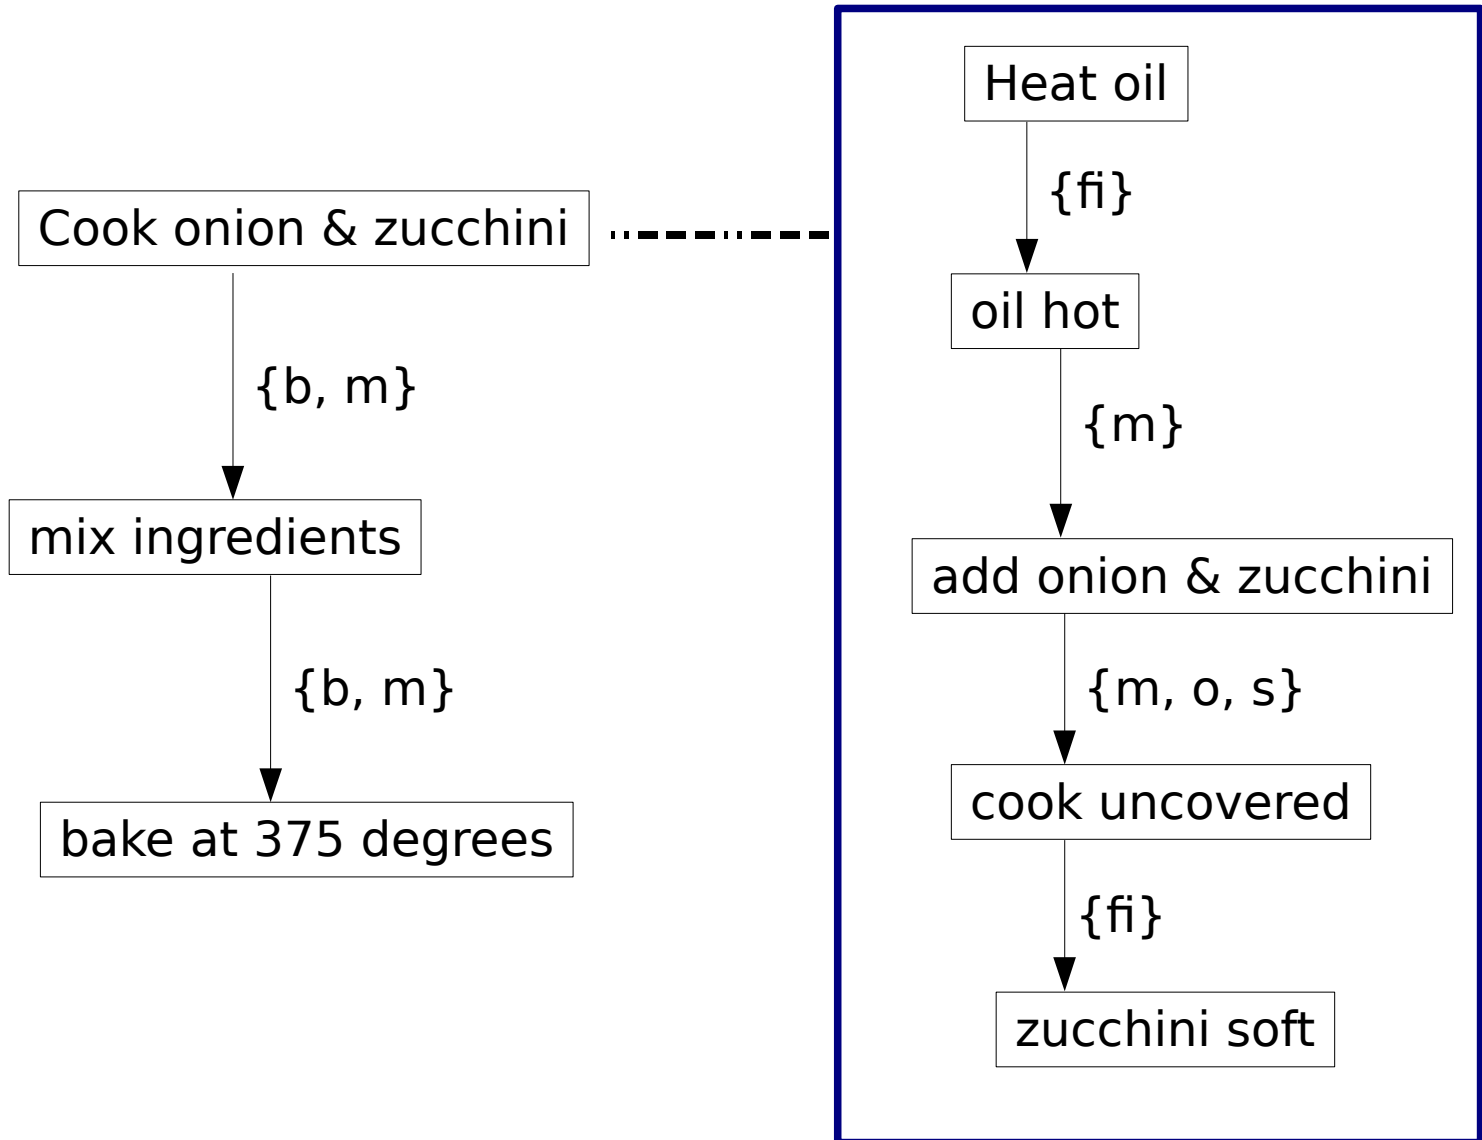 Cook onion & zucchini
{b, m}
mix ingredients
{b, m}
bake at 375 degrees
Heat oil
{fi}
oil hot
{m}
add onion & zucchini
{m, o, s}
cook uncovered
{fi}
zucchini soft